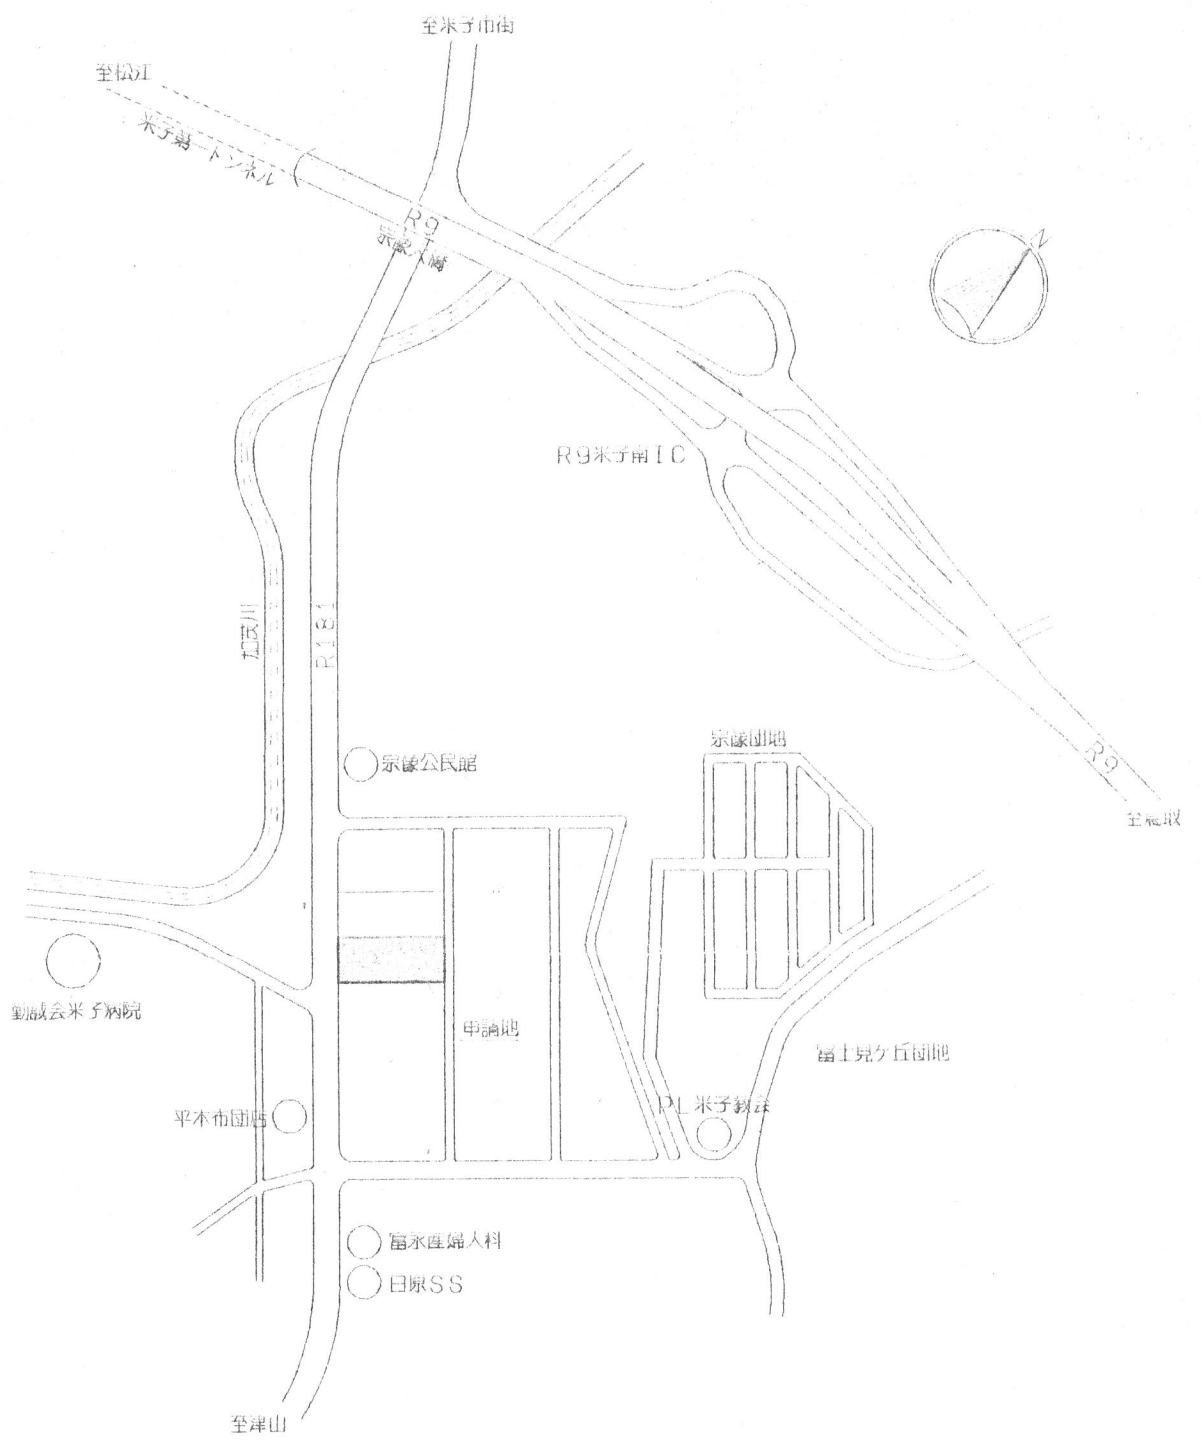 至米子市街
至松江
米子第一トンネル
R9
宗像大橋
N
R9米子南IC
加茂川
R181
宗像公民館
宗像団地
R9
至鳥取
勤誠会米子病院
申請地
富士見ケ丘団地
平本布団店
PL米子教会
富永産婦人科
日原SS
至津山